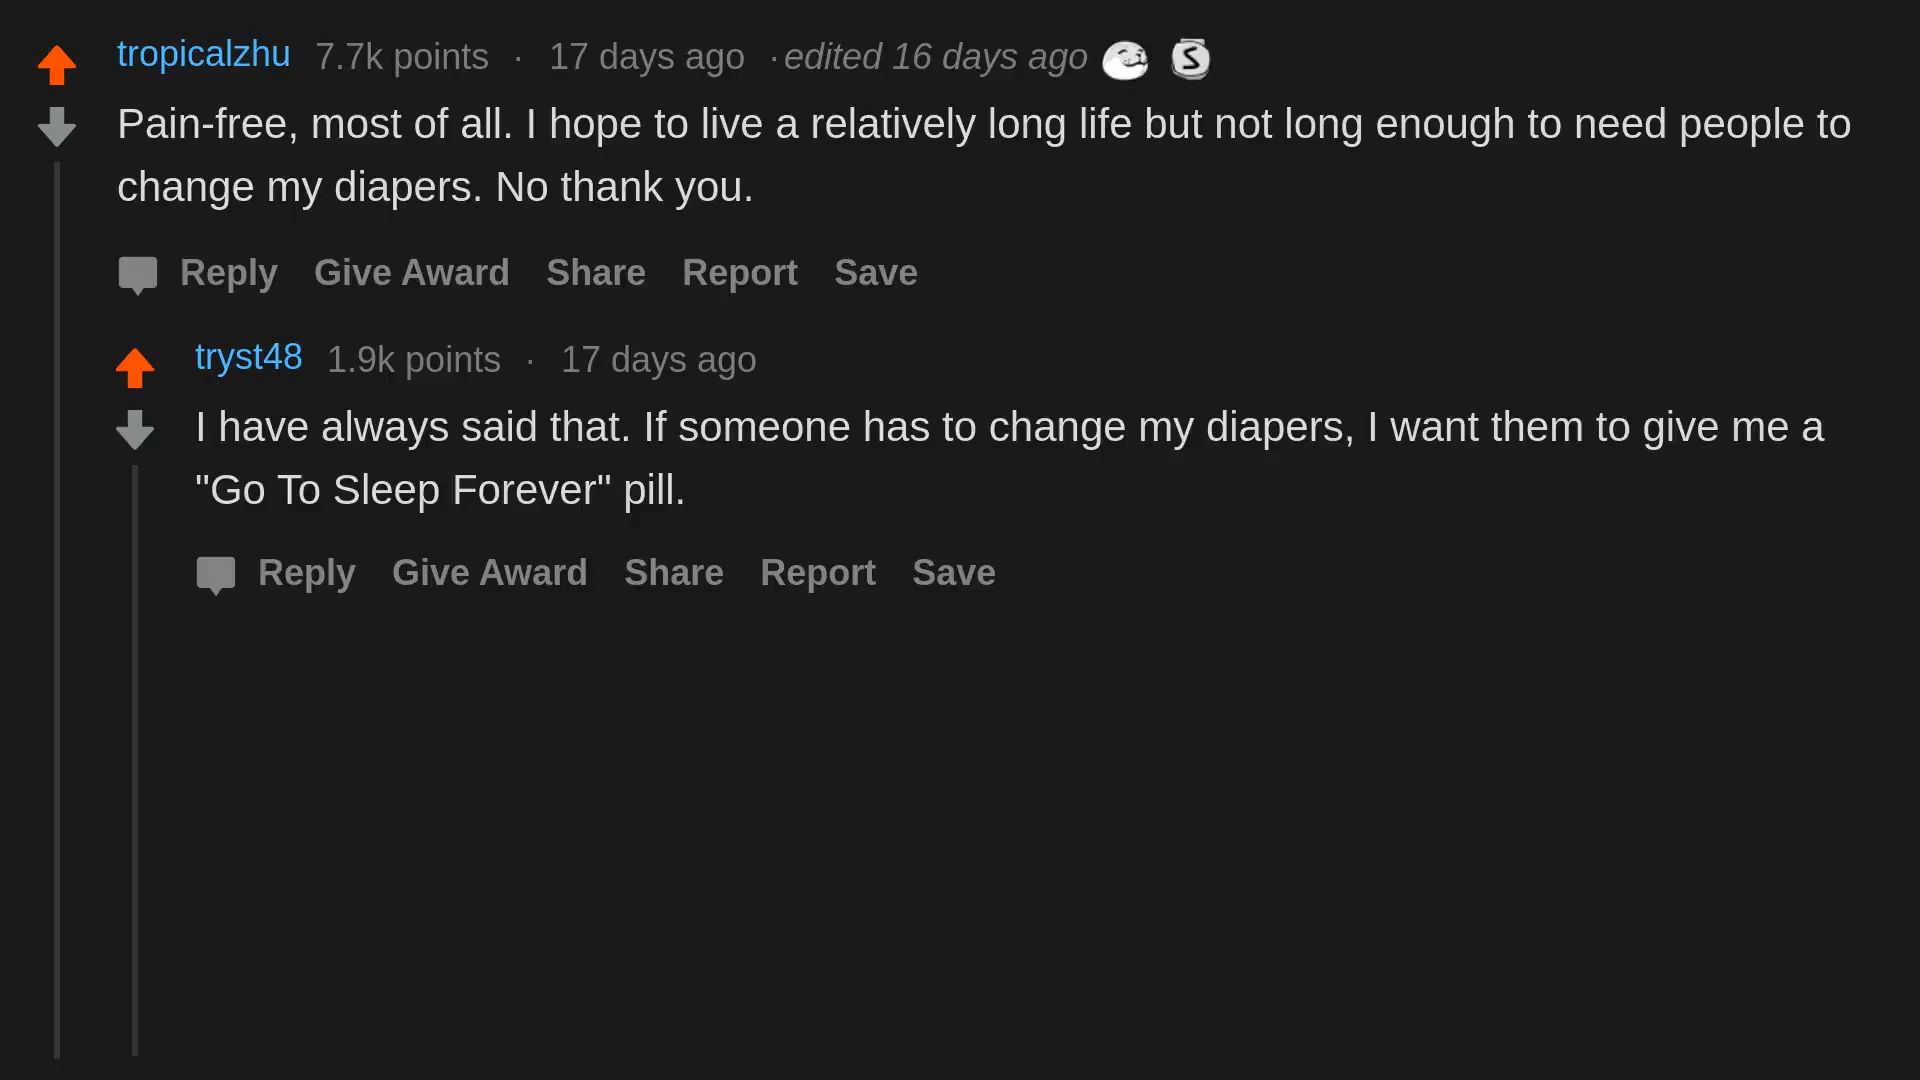 tropicalzhu 7.7k points · 17 days ago · edited 16 days ago S
Pain-free, most of all. I hope to live a relatively long life but not long enough to need people to
change my diapers. No thank you.
Reply Give Award Share Report Save
tryst48 1.9k points · 17 days ago
I have always said that. If someone has to change my diapers, I want them to give me a
"Go To Sleep Forever" pill.
Reply Give Award Share Report Save